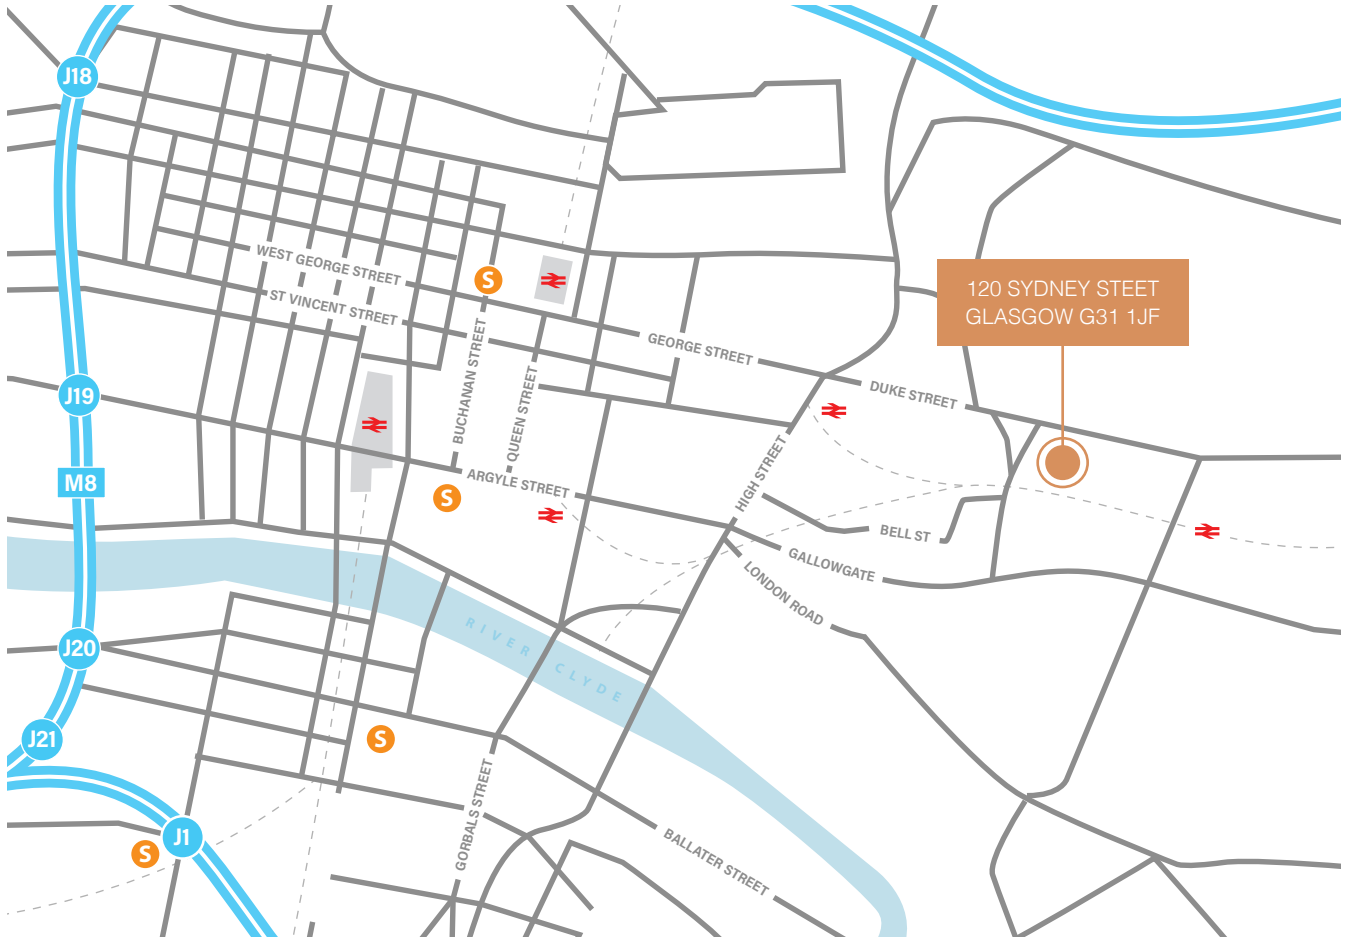 J18
WEST GEORGE STREET
S
ST VINCENT STREET
120 SYDNEY STEET
GLASGOW G31 1JF
GEORGE STREET
BUCHANAN STREET
QUEEN STREET
DUKE STREET
J19
HIGH STREET
M8
ARGYLE STREET
S
BELL ST
GALLOWGATE
LONDON ROAD
J20
RIVER CLYDE
J21
S
GORBALS STREET
J1
S
BALLATER STREET